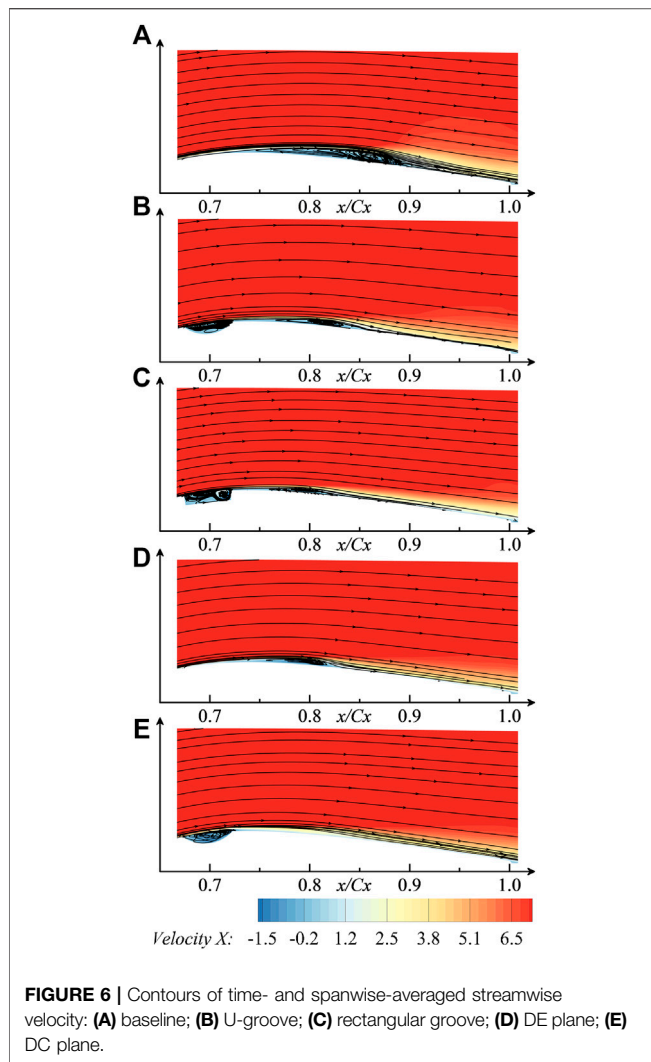 A
0.7 0.8 x/Cx 0.9 1.0
B
0.7 0.8 x/Cx 0.9 1.0
C
0.7 0.8 x/Cx 0.9 1.0
D
0.7 0.8 x/Cx 0.9 1.0
E
0.7 0.8 x/Cx 0.9 1.0
Velocity X: -1.5 -0.2 1.2 2.5 3.8 5.1 6.5
FIGURE 6 | Contours of time- and spanwise-averaged streamwise
velocity: (A) baseline; (B) U-groove; (C) rectangular groove; (D) DE plane; (E)
DC plane.